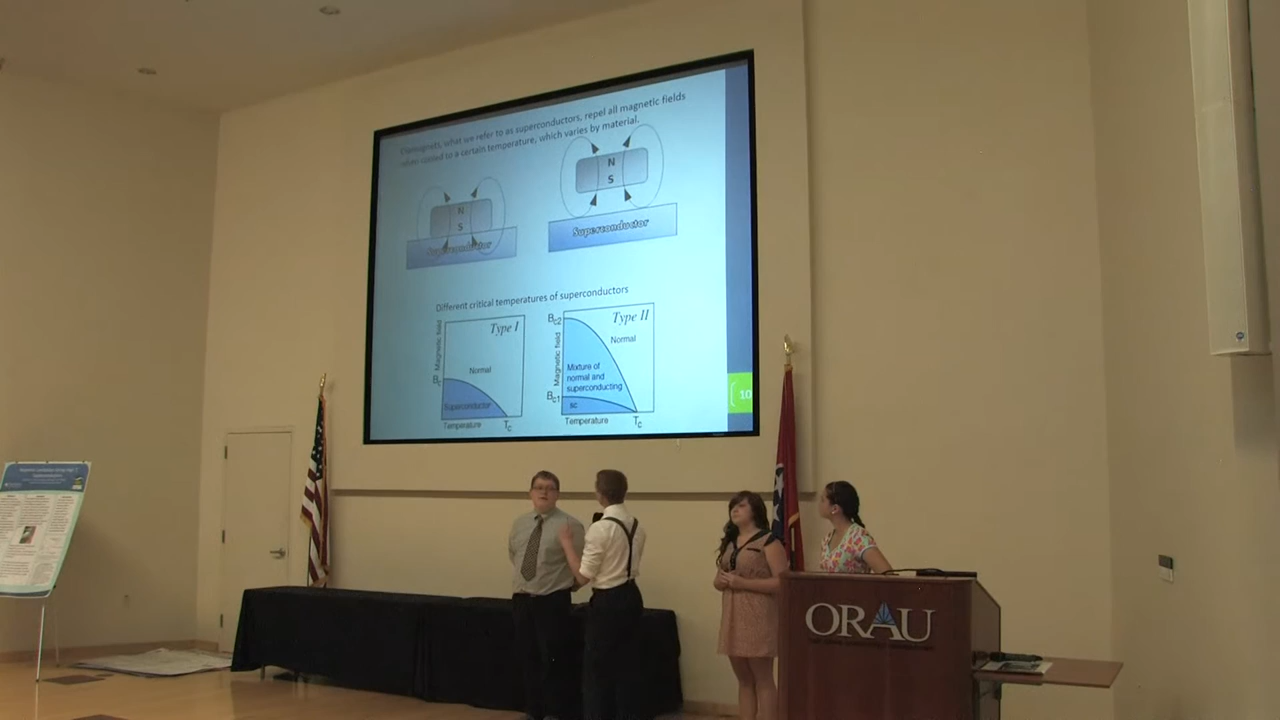 Diamagnets, what we refer to as superconductors, repel all magnetic fields
when cooled to a certain temperature, which varies by material.
N
S
Superconductor
N
S
Superconductor
Different critical temperatures of superconductors
Type I
Magnetic field
Normal
Bc
Superconductor
Temperature
Tc
Type II
Bc2
Magnetic field
Normal
Mixture of
normal and
superconducting
Bc1
sc
Temperature
Tc
10
ORAU